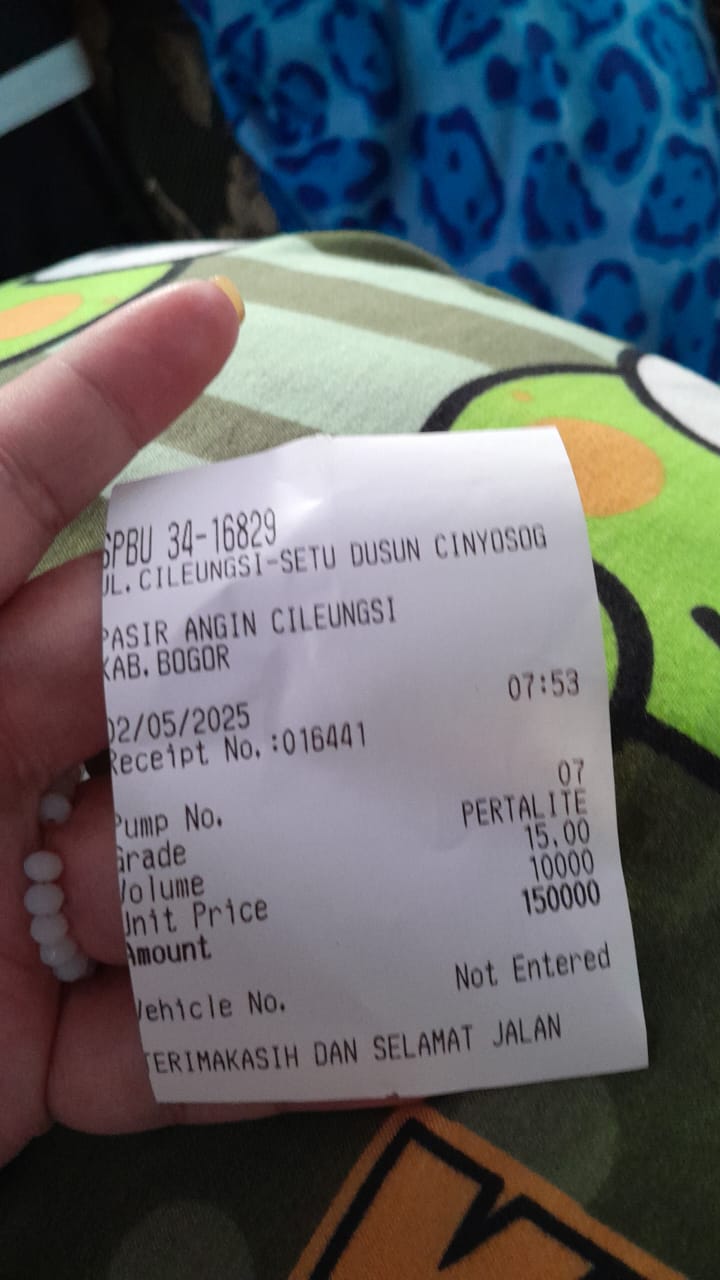 SPBU 34-16829
JL.CILEUNGSI-SETU DUSUN CINYOSOG
PASIR ANGIN CILEUNGSI
KAB.BOGOR
02/05/2025 07:53
Receipt No.:016441
Pump No. 07
Grade PERTALITE
Volume 15.00
Unit Price 10000
Amount 150000
Vehicle No. Not Entered
TERIMAKASIH DAN SELAMAT JALAN